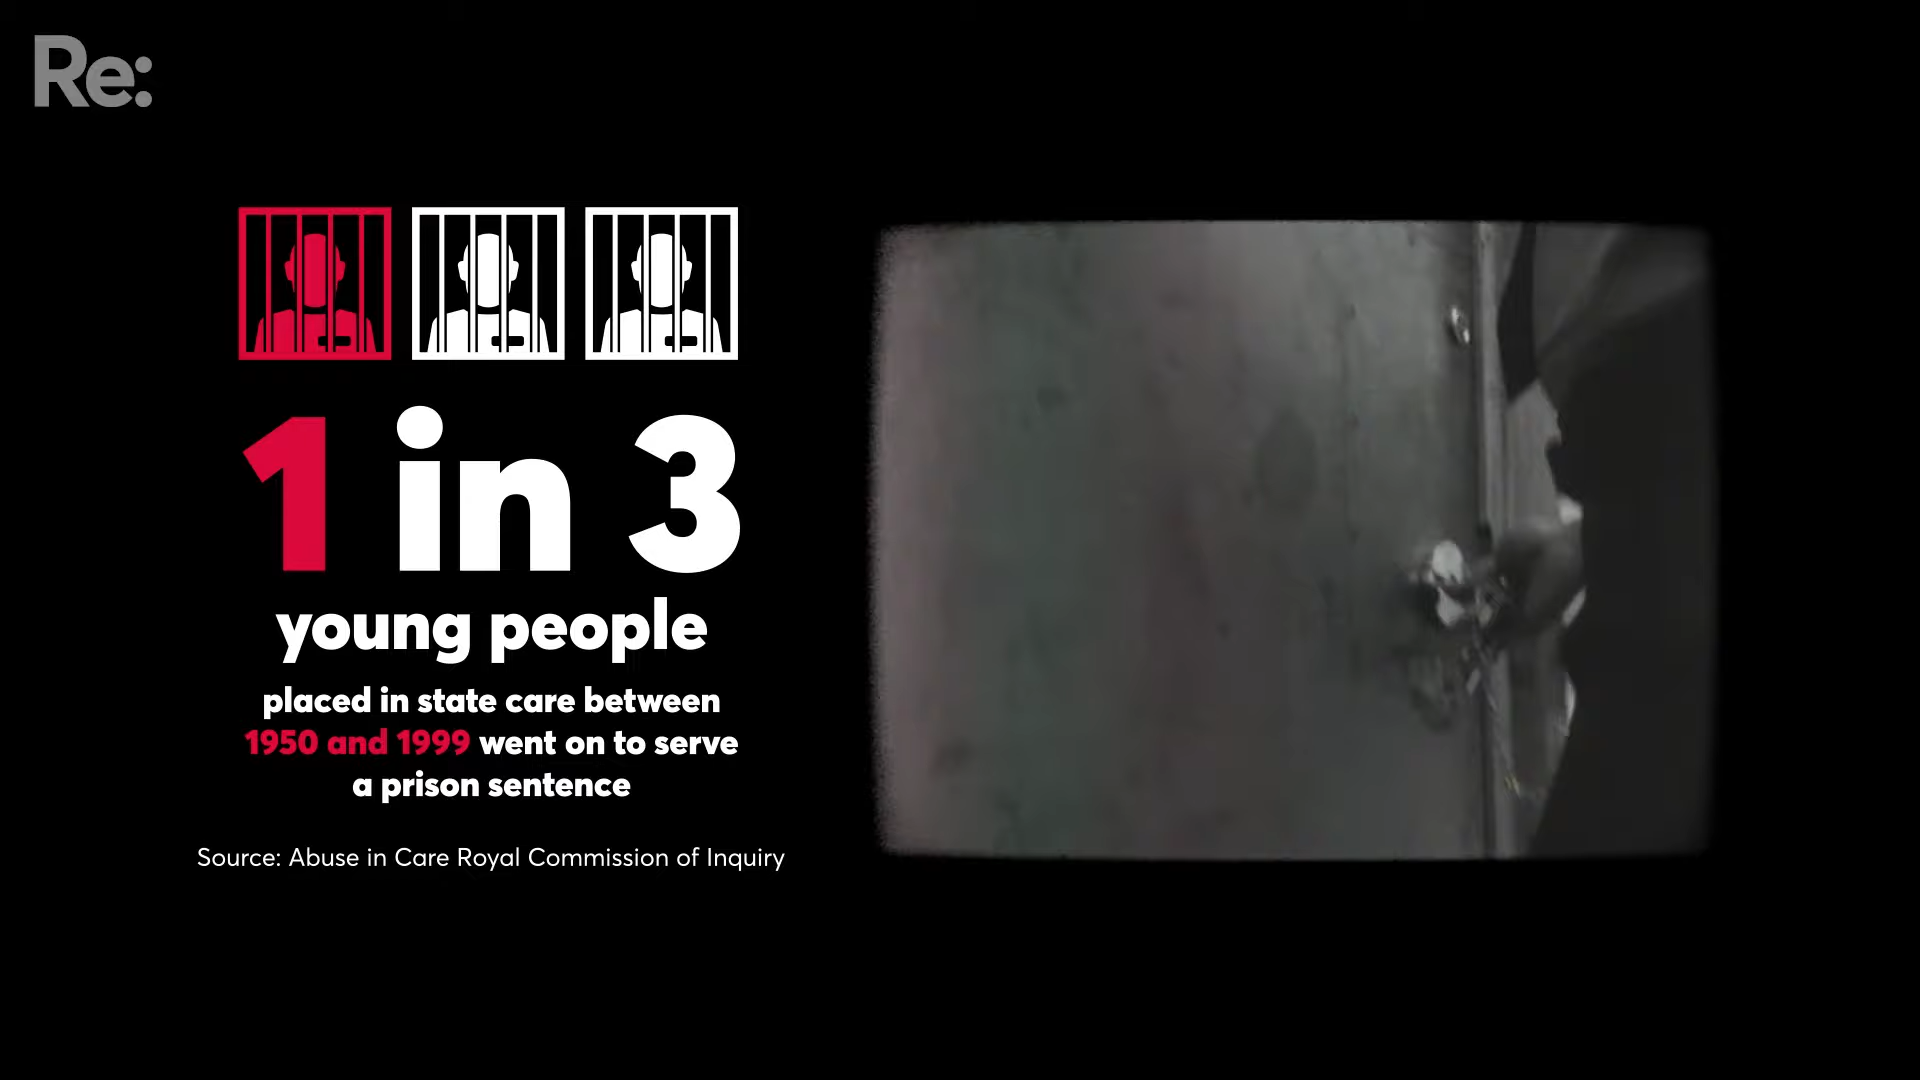 Re:
1 in 3
young people
placed in state care between
1950 and 1999 went on to serve
a prison sentence
Source: Abuse in Care Royal Commission of Inquiry